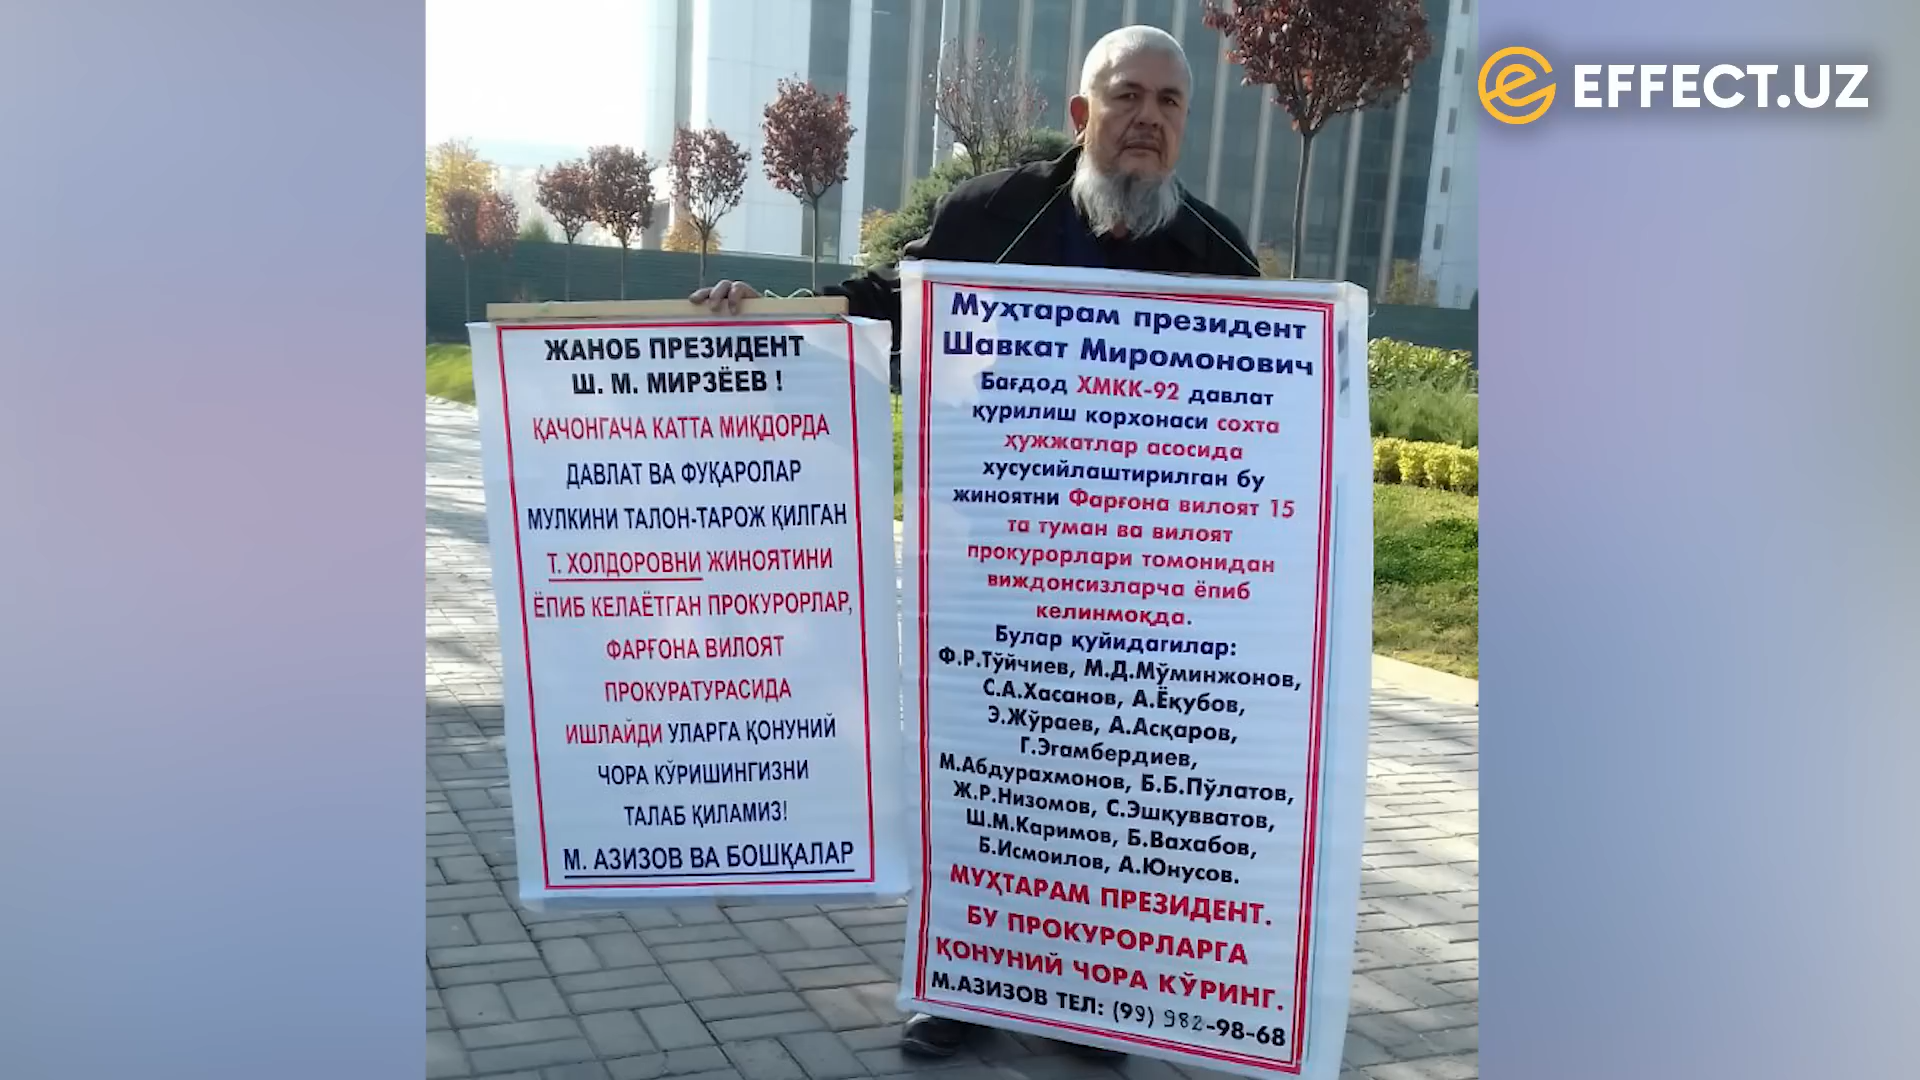 EFFECT.UZ
ЖАНОБ ПРЕЗИДЕНТ
Ш. М. МИРЗЁЕВ !
ҚАЧОНГАЧА КАТТА МИҚДОРДА
ДАВЛАТ ВА ФУҚАРОЛАР
МУЛКИНИ ТАЛОН-ТАРОЖ ҚИЛГАН
Т. ХОЛДОРОВНИ ЖИНОЯТИНИ
ЁПИБ КЕЛАЁТГАН ПРОКУРОРЛАР,
ФАРҒОНА ВИЛОЯТ
ПРОКУРАТУРАСИДА
ИШЛАЙДИ УЛАРГА ҚОНУНИЙ
ЧОРА КЎРИШИНГИЗНИ
ТАЛАБ ҚИЛАМИЗ!
М. АЗИЗОВ ВА БОШҚАЛАР
Муҳтарам президент
Шавкат Миромонович
Бағдод ХМКК-92 давлат
қурилиш корхонаси сохта
ҳужжатлар асосида
хусусийлаштирилган бу
жиноятни Фарғона вилоят 15
та туман ва вилоят
прокурорлари томонидан
виждонсизларча ёпиб
келинмоқда.
Булар қуйидагилар:
Ф.Р.Тўйчиев, М.Д.Мўминжонов,
С.А.Хасанов, А.Ёқубов,
Э.Жўраев, А.Асқаров,
Г.Эгамбердиев,
М.Абдурахмонов, Б.Б.Пўлатов,
Ж.Р.Низомов, С.Эшқувватов,
Ш.М.Каримов, Б.Вахабов,
Б.Исмоилов, А.Юнусов.
МУҲТАРАМ ПРЕЗИДЕНТ.
БУ ПРОКУРОРЛАРГА
ҚОНУНИЙ ЧОРА КЎРИНГ.
М.АЗИЗОВ ТЕЛ: (99) 982-98-68